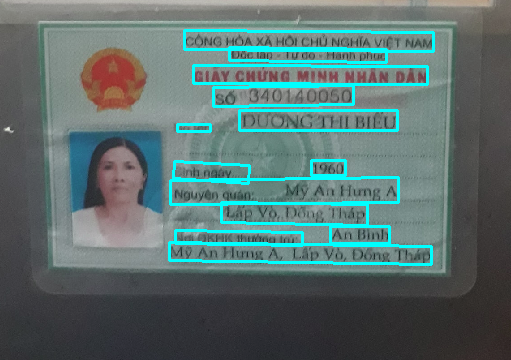 CỘNG HÒA XÃ HỘI CHỦ NGHĨA VIỆT NAM
Độc lập - Tự do - Hạnh phúc
GIẤY CHỨNG MINH NHÂN DÂN
SỐ 340140050
DƯƠNG THỊ BIẾU
Sinh ngày 1960
Nguyên quán: Mỹ An Hưng A
Lấp Vò, Đồng Tháp
Nơi ĐKHK thường trú: An Bình
Mỹ An Hưng A, Lấp Vò, Đồng Tháp